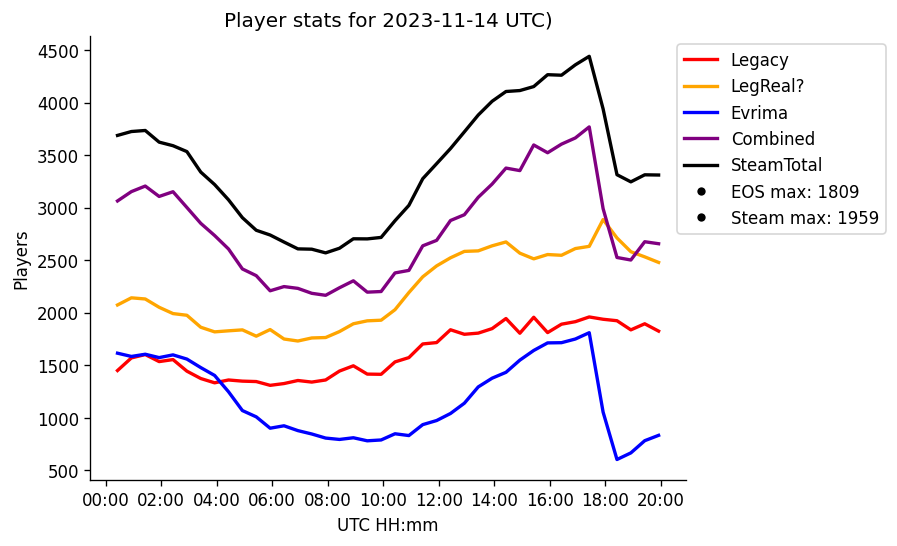 Player stats for 2023-11-14 UTC)
4500
4000
3500
3000
2500
2000
1500
1000
500
Players
00:00 02:00 04:00 06:00 08:00 10:00 12:00 14:00 16:00 18:00 20:00
UTC HH:mm
Legacy
LegReal?
Evrima
Combined
SteamTotal
EOS max: 1809
Steam max: 1959